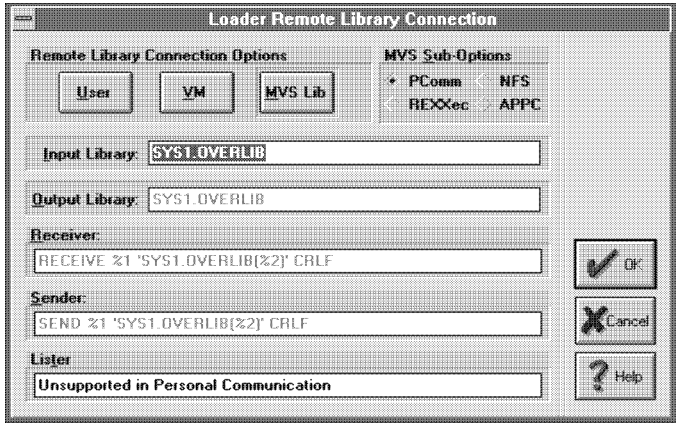 Loader Remote Library Connection
Remote Library Connection Options
MVS Sub-Options
User
VM
MVS Lib
PComm
NFS
REXXec
APPC
Input Library: SYS1.OVERLIB
Output Library: SYS1.OVERLIB
Receiver:
RECEIVE %1 'SYS1.OVERLIB(%2)' CRLF
OK
Sender:
SEND %1 'SYS1.OVERLIB(%2)' CRLF
Cancel
Lister
Unsupported in Personal Communication
Help